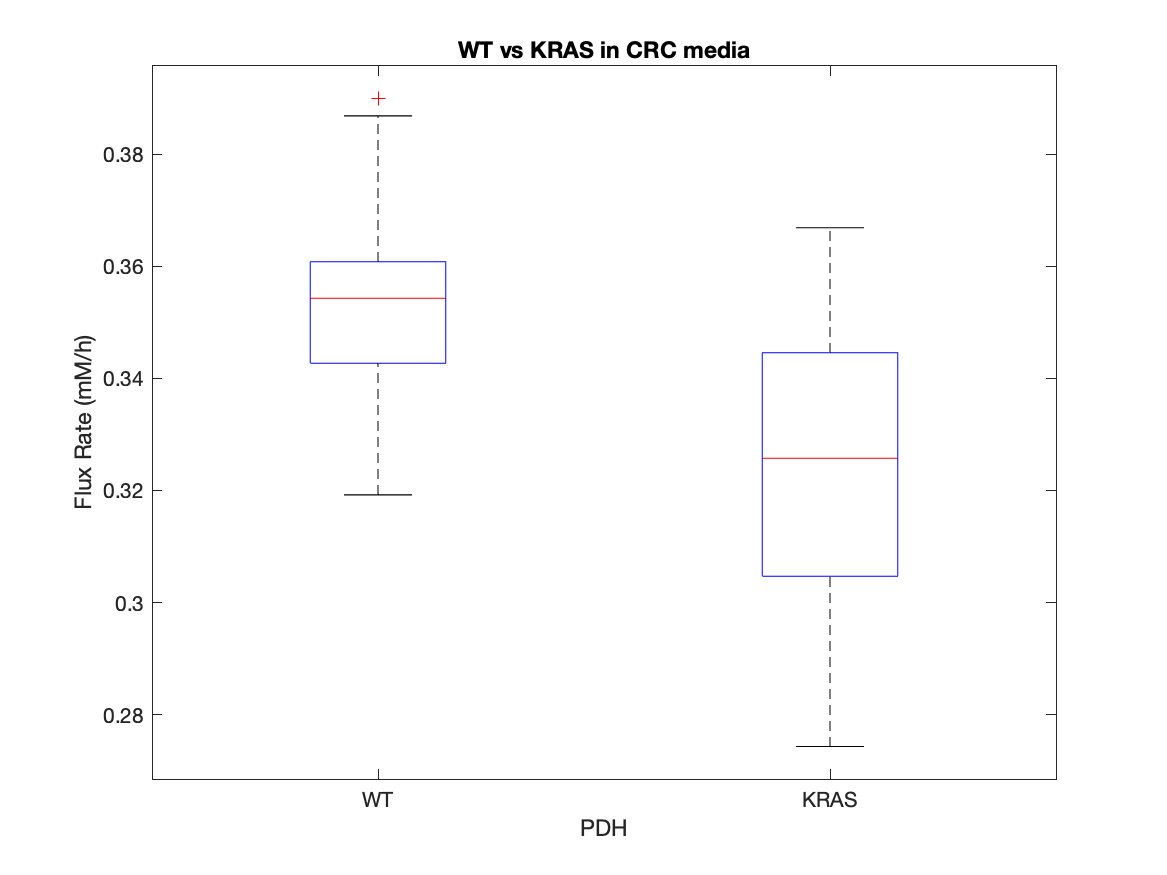 WT vs KRAS in CRC media
Flux Rate (mM/h)
0.38
0.36
0.34
0.32
0.3
0.28
WT
KRAS
PDH